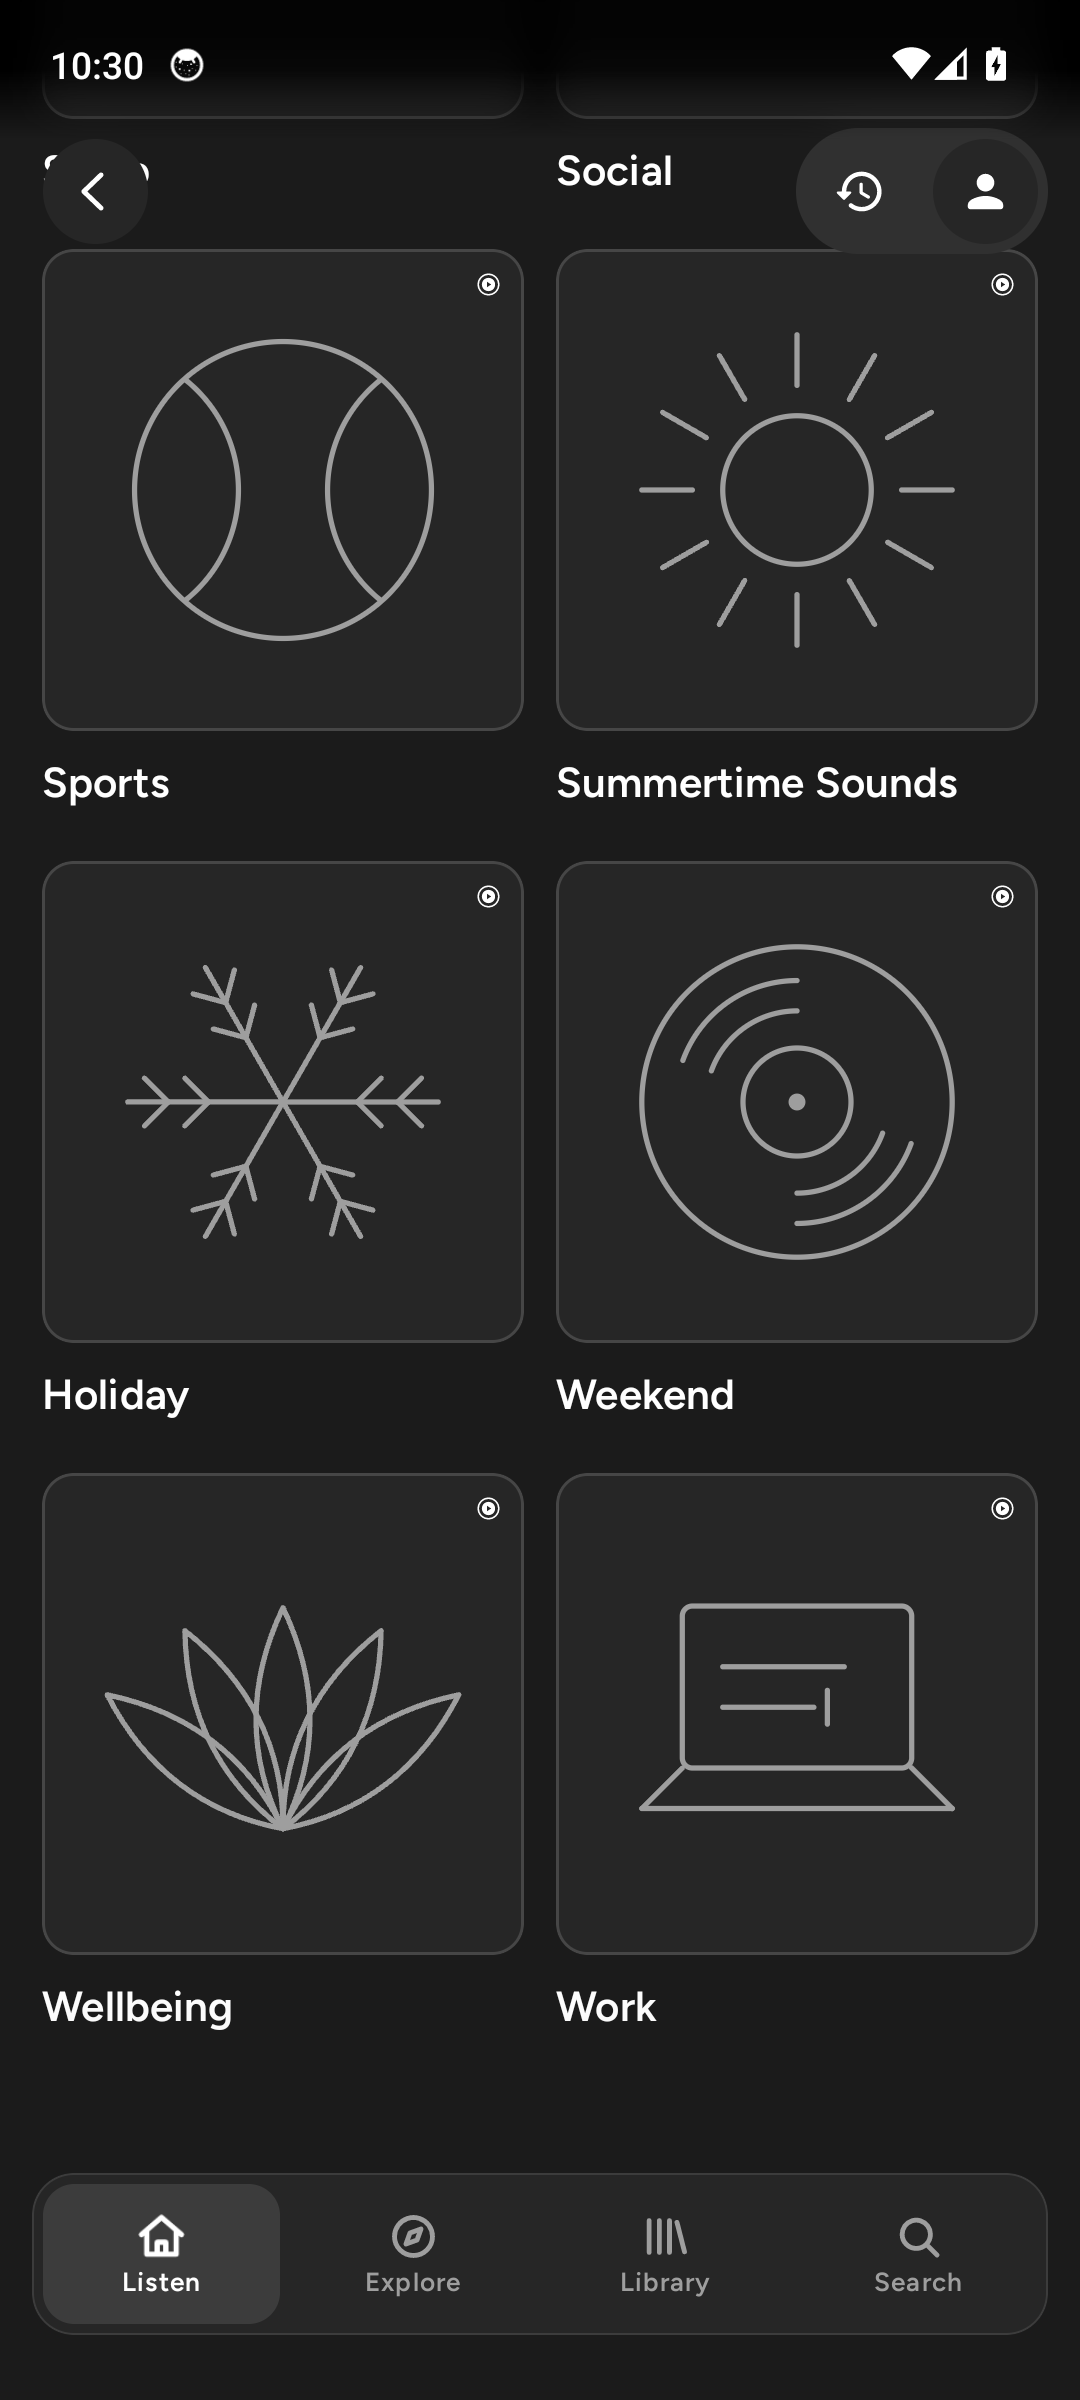 10:30
Social
Sports
Summertime Sounds
Holiday
Weekend
Wellbeing
Work
Listen
Explore
Library
Search